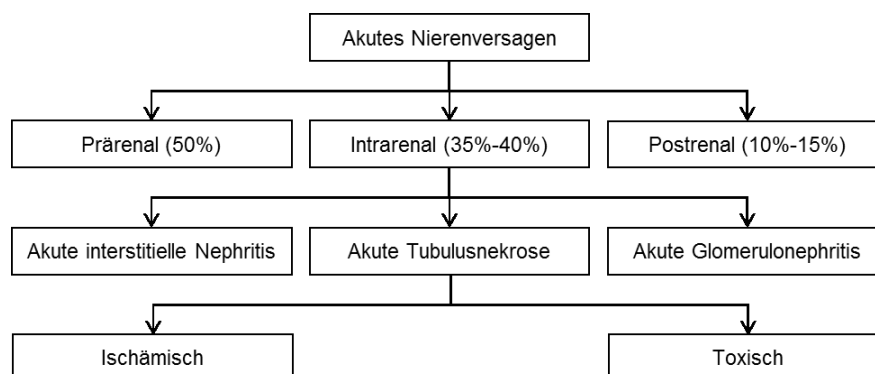 Akutes Nierenversagen
Prärenal (50%)
Intrarenal (35%-40%)
Postrenal (10%-15%)
Akute interstitielle Nephritis
Akute Tubulusnekrose
Akute Glomerulonephritis
Ischämisch
Toxisch